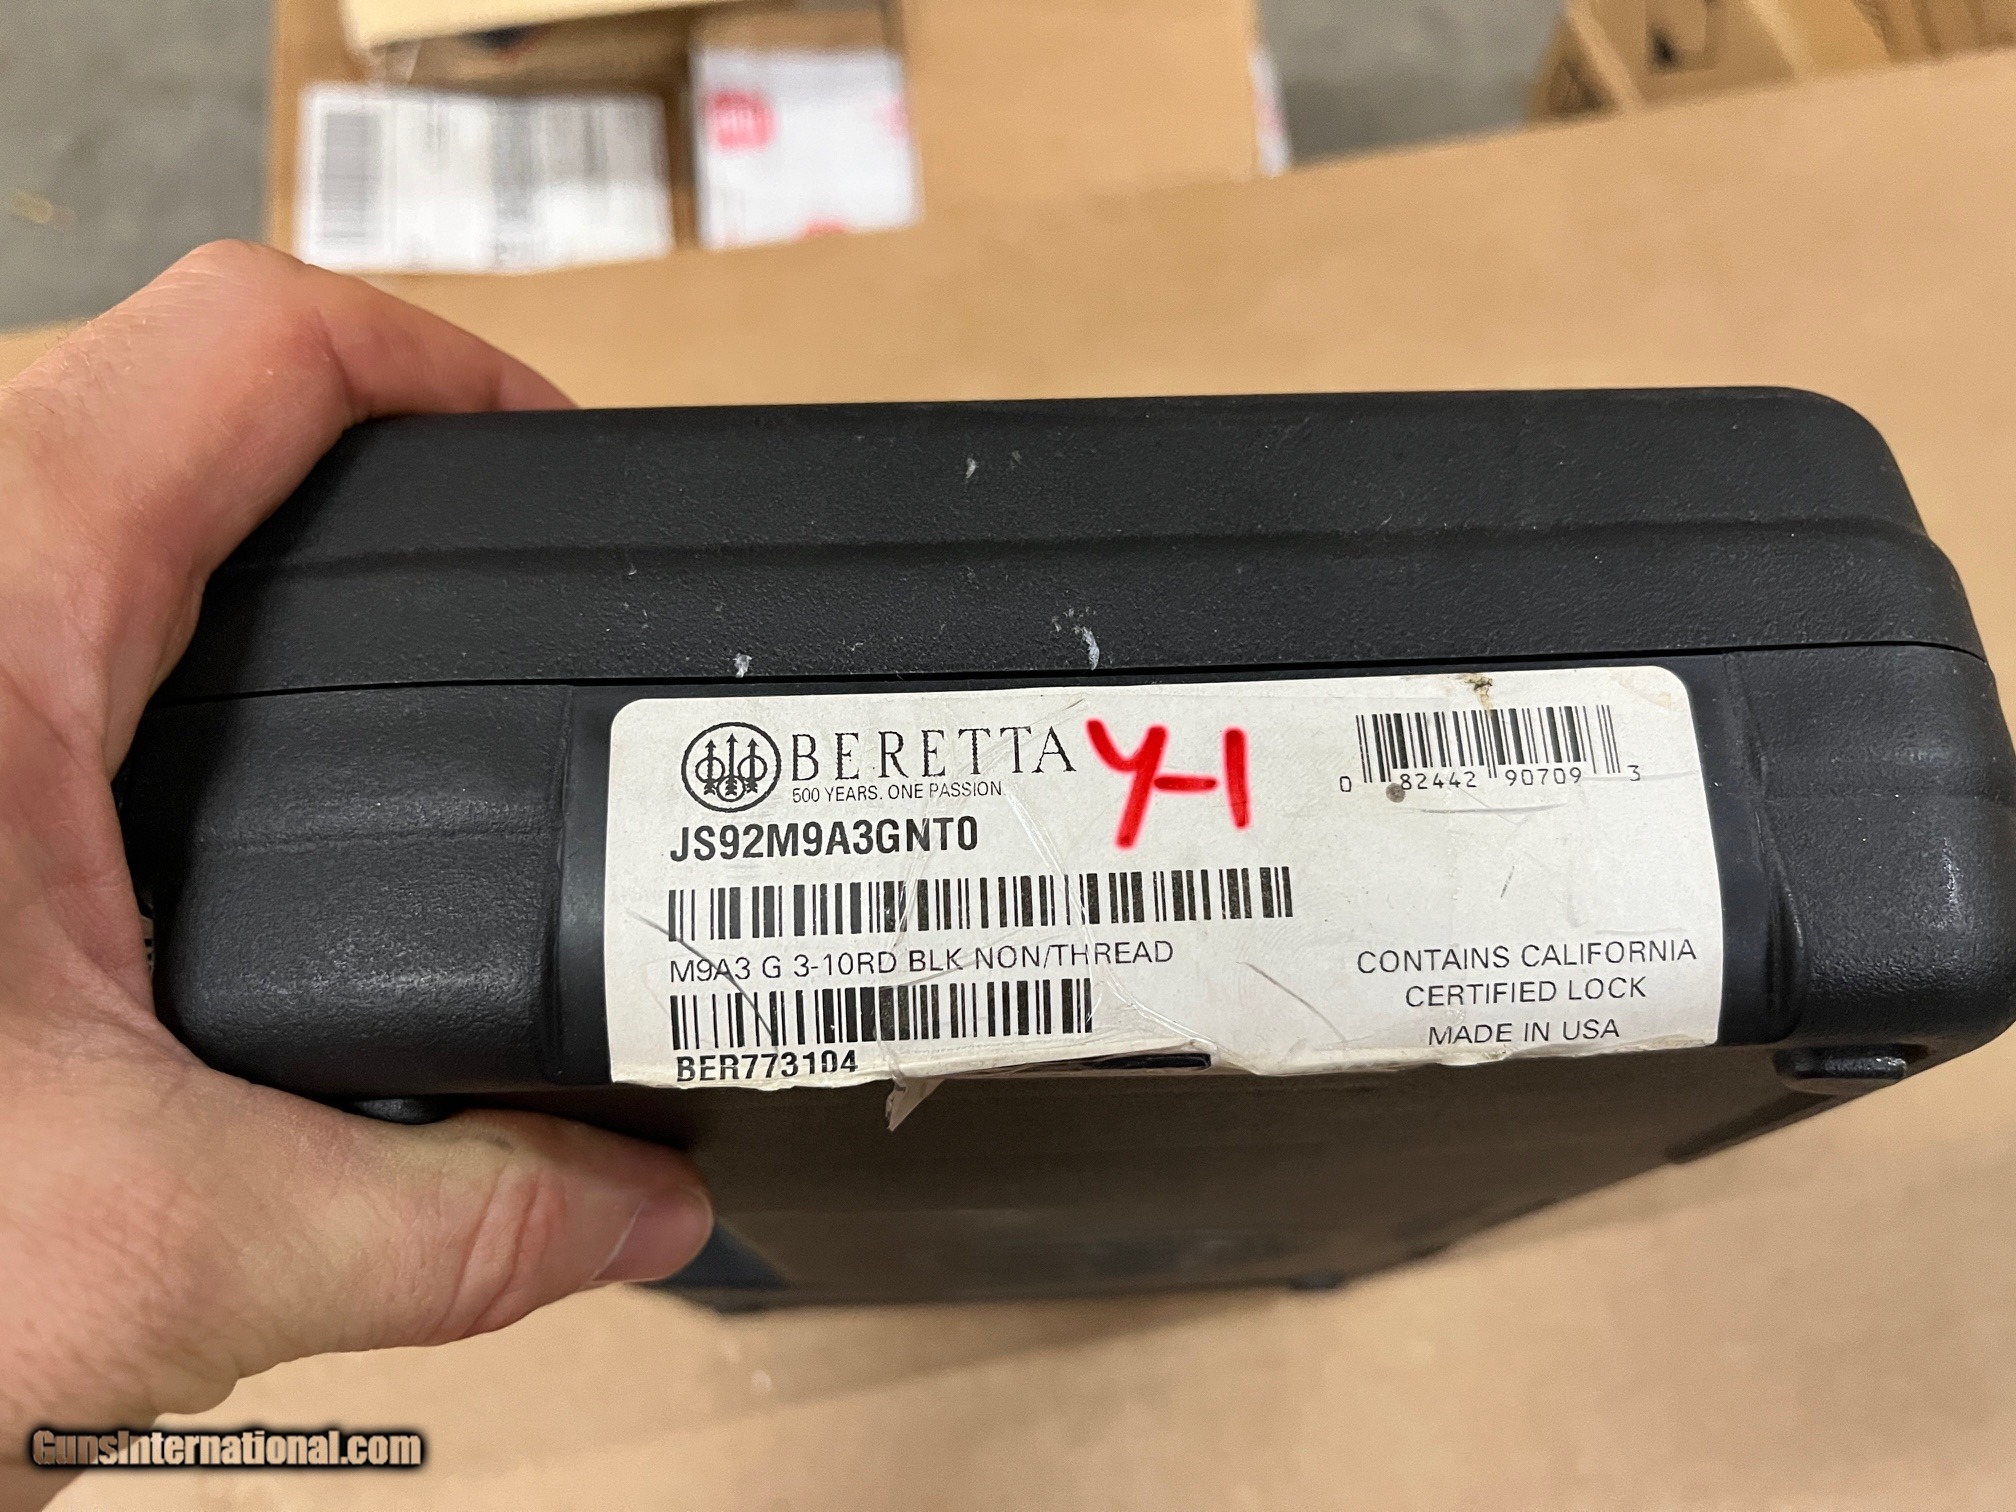 BERETTA
500 YEARS. ONE PASSION.
Y-1
0 82442 90709 3
JS92M9A3GNT0
M9A3 G 3-10RD BLK NON/THREAD
BER773104
CONTAINS CALIFORNIA
CERTIFIED LOCK
MADE IN USA
GunsInternational.com